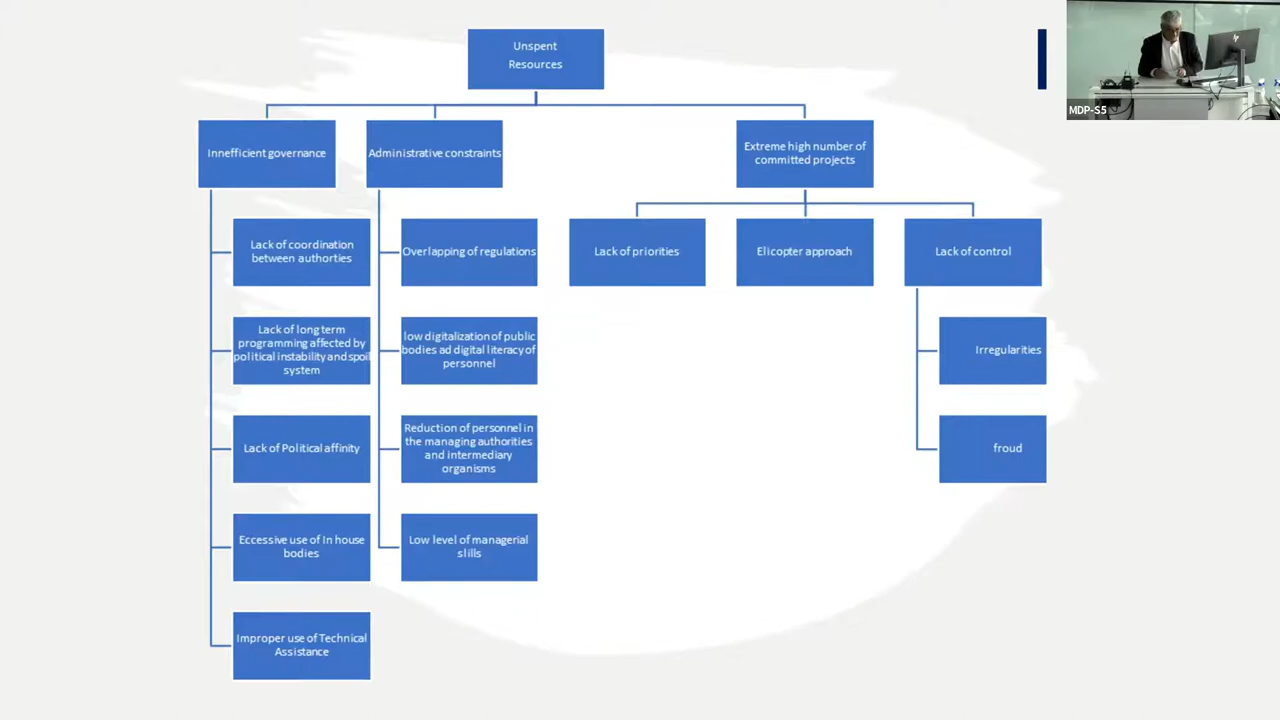 Unspent
Resources
Innefficient governance
Administrative constraints
Extreme high number of
committed projects
Lack of coordination
between authorties
Lack of long term
programming affected by
political instability and spoil
system
Lack of Political affinity
Eccessive use of In house
bodies
Improper use of Technical
Assistance
Overlapping of regulations
low digitalization of public
bodies ad digital literacy of
personnel
Reduction of personnel in
the managing authorities
and intermediary
organisms
Low level of managerial
slills
Lack of priorities
Elicopter approach
Lack of control
Irregularities
froud
MDP-S5